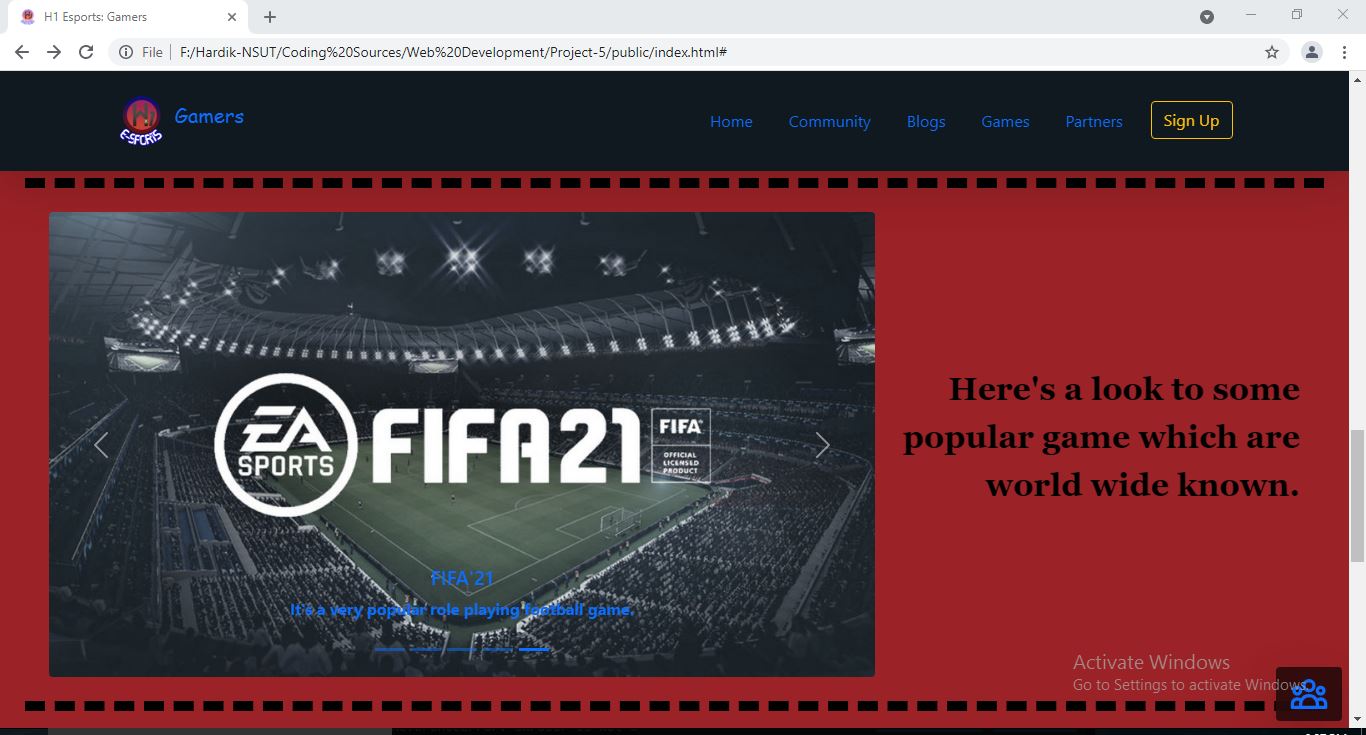 H1 Esports: Gamers
File
F:/Hardik-NSUT/Coding%20Sources/Web%20Development/Project-5/public/index.html#
H1
E-SPORTS
Gamers
Home
Community
Blogs
Games
Partners
Sign Up
EA
SPORTS
FIFA21
FIFA
OFFICIAL
LICENSED
PRODUCT
Here's a look to some
popular game which are
world wide known.
FIFA'21
It's a very popular role playing football game.
Activate Windows
Go to Settings to activate Windows.